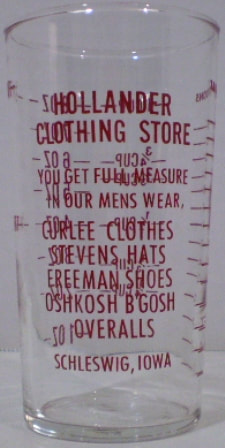 HOLLANDER
CLOTHING STORE
YOU GET FULL MEASURE
IN OUR MENS WEAR,
CURLEE CLOTHES
STEVENS HATS
FREEMAN SHOES
OSHKOSH B'GOSH
OVERALLS
SCHLESWIG, IOWA